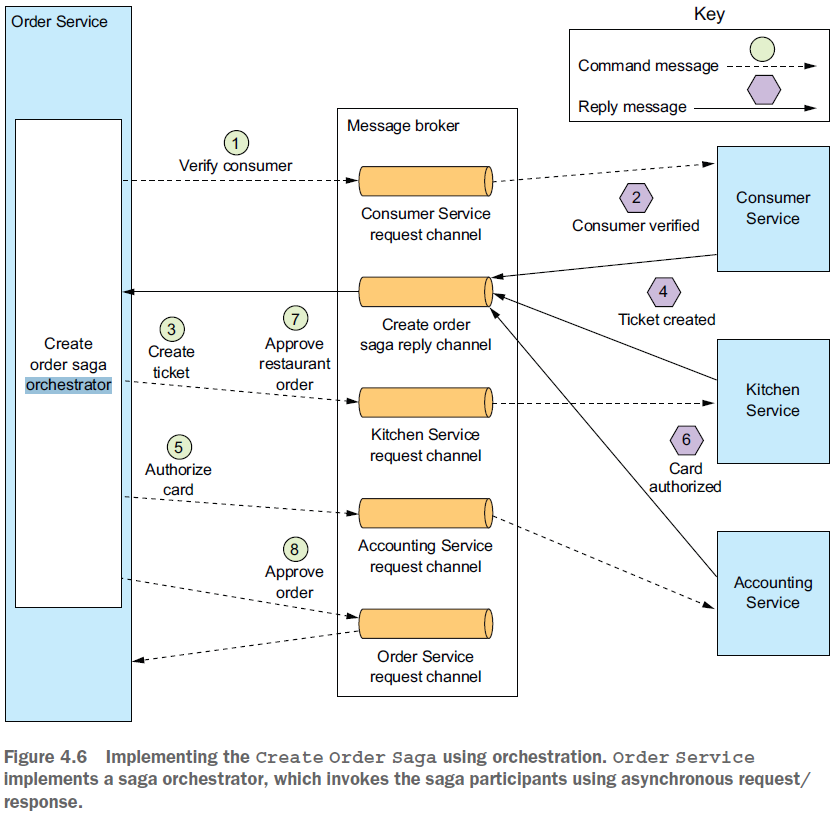 Order Service
Key
Command message
Reply message
Message broker
1
Verify consumer
Consumer Service
request channel
2
Consumer verified
Consumer
Service
Create order
saga reply channel
4
Ticket created
Create
order saga
orchestrator
3
Create
ticket
7
Approve
restaurant
order
Kitchen Service
request channel
Kitchen
Service
5
Authorize
card
6
Card
authorized
Accounting Service
request channel
Accounting
Service
8
Approve
order
Order Service
request channel
Figure 4.6 Implementing the Create Order Saga using orchestration. Order Service
implements a saga orchestrator, which invokes the saga participants using asynchronous request/
response.